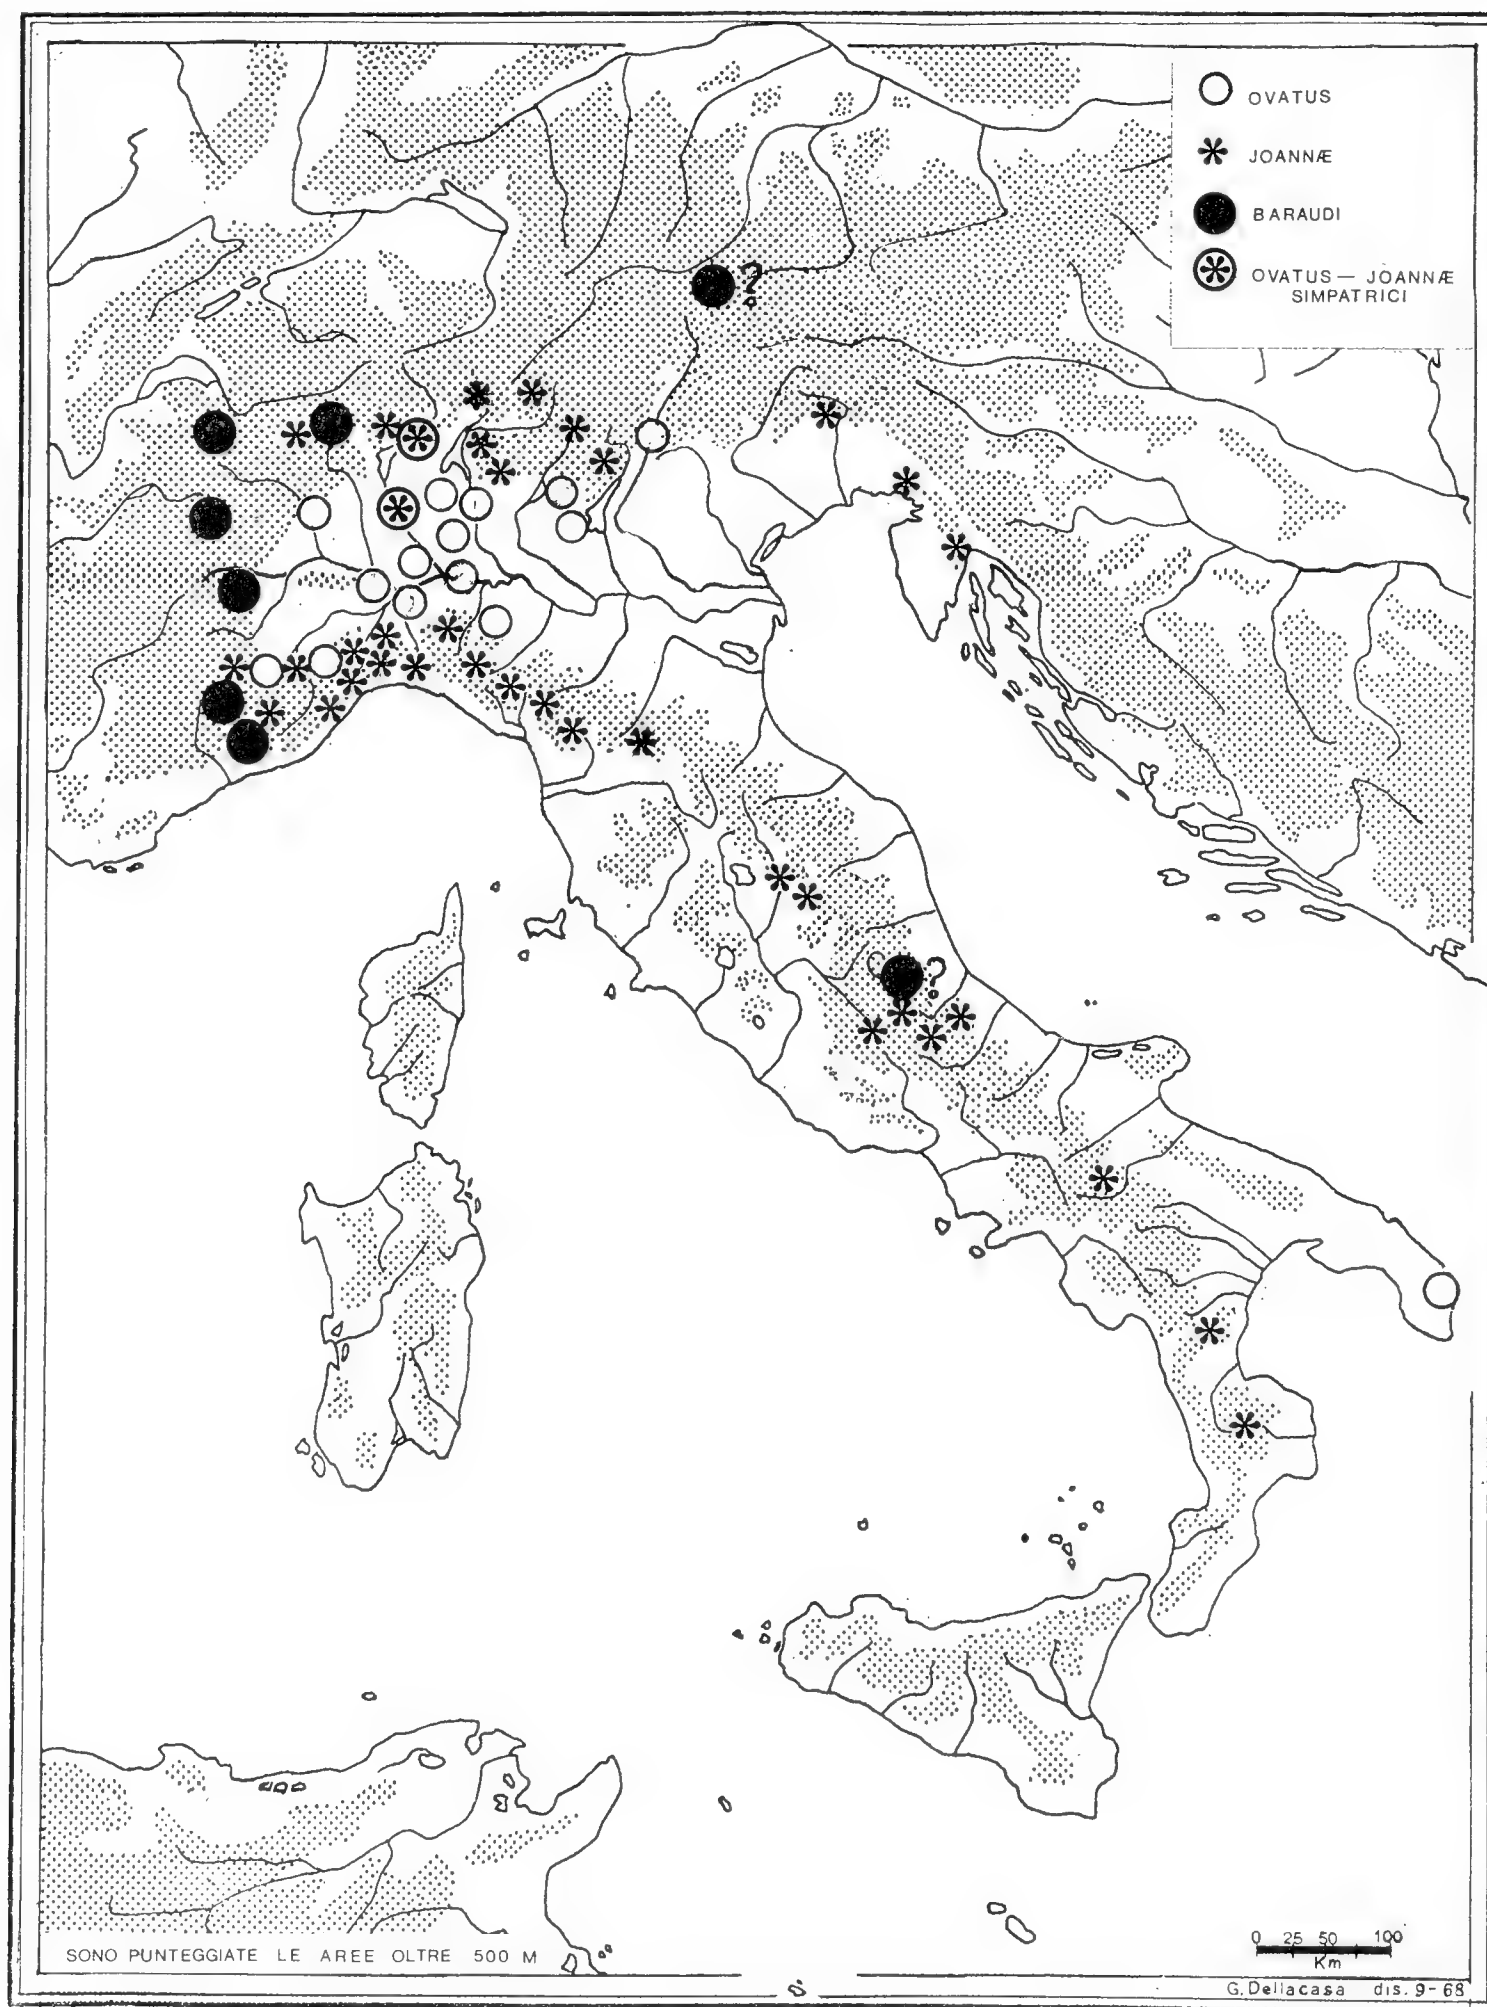 OVATUS
JOANNÆ
BARAUDI
OVATUS — JOANNÆ
SIMPATRICI
?
?
SONO PUNTEGGIATE LE AREE OLTRE 500 M
0 25 50 100
Km
G. Dellacasa dis. 9-68